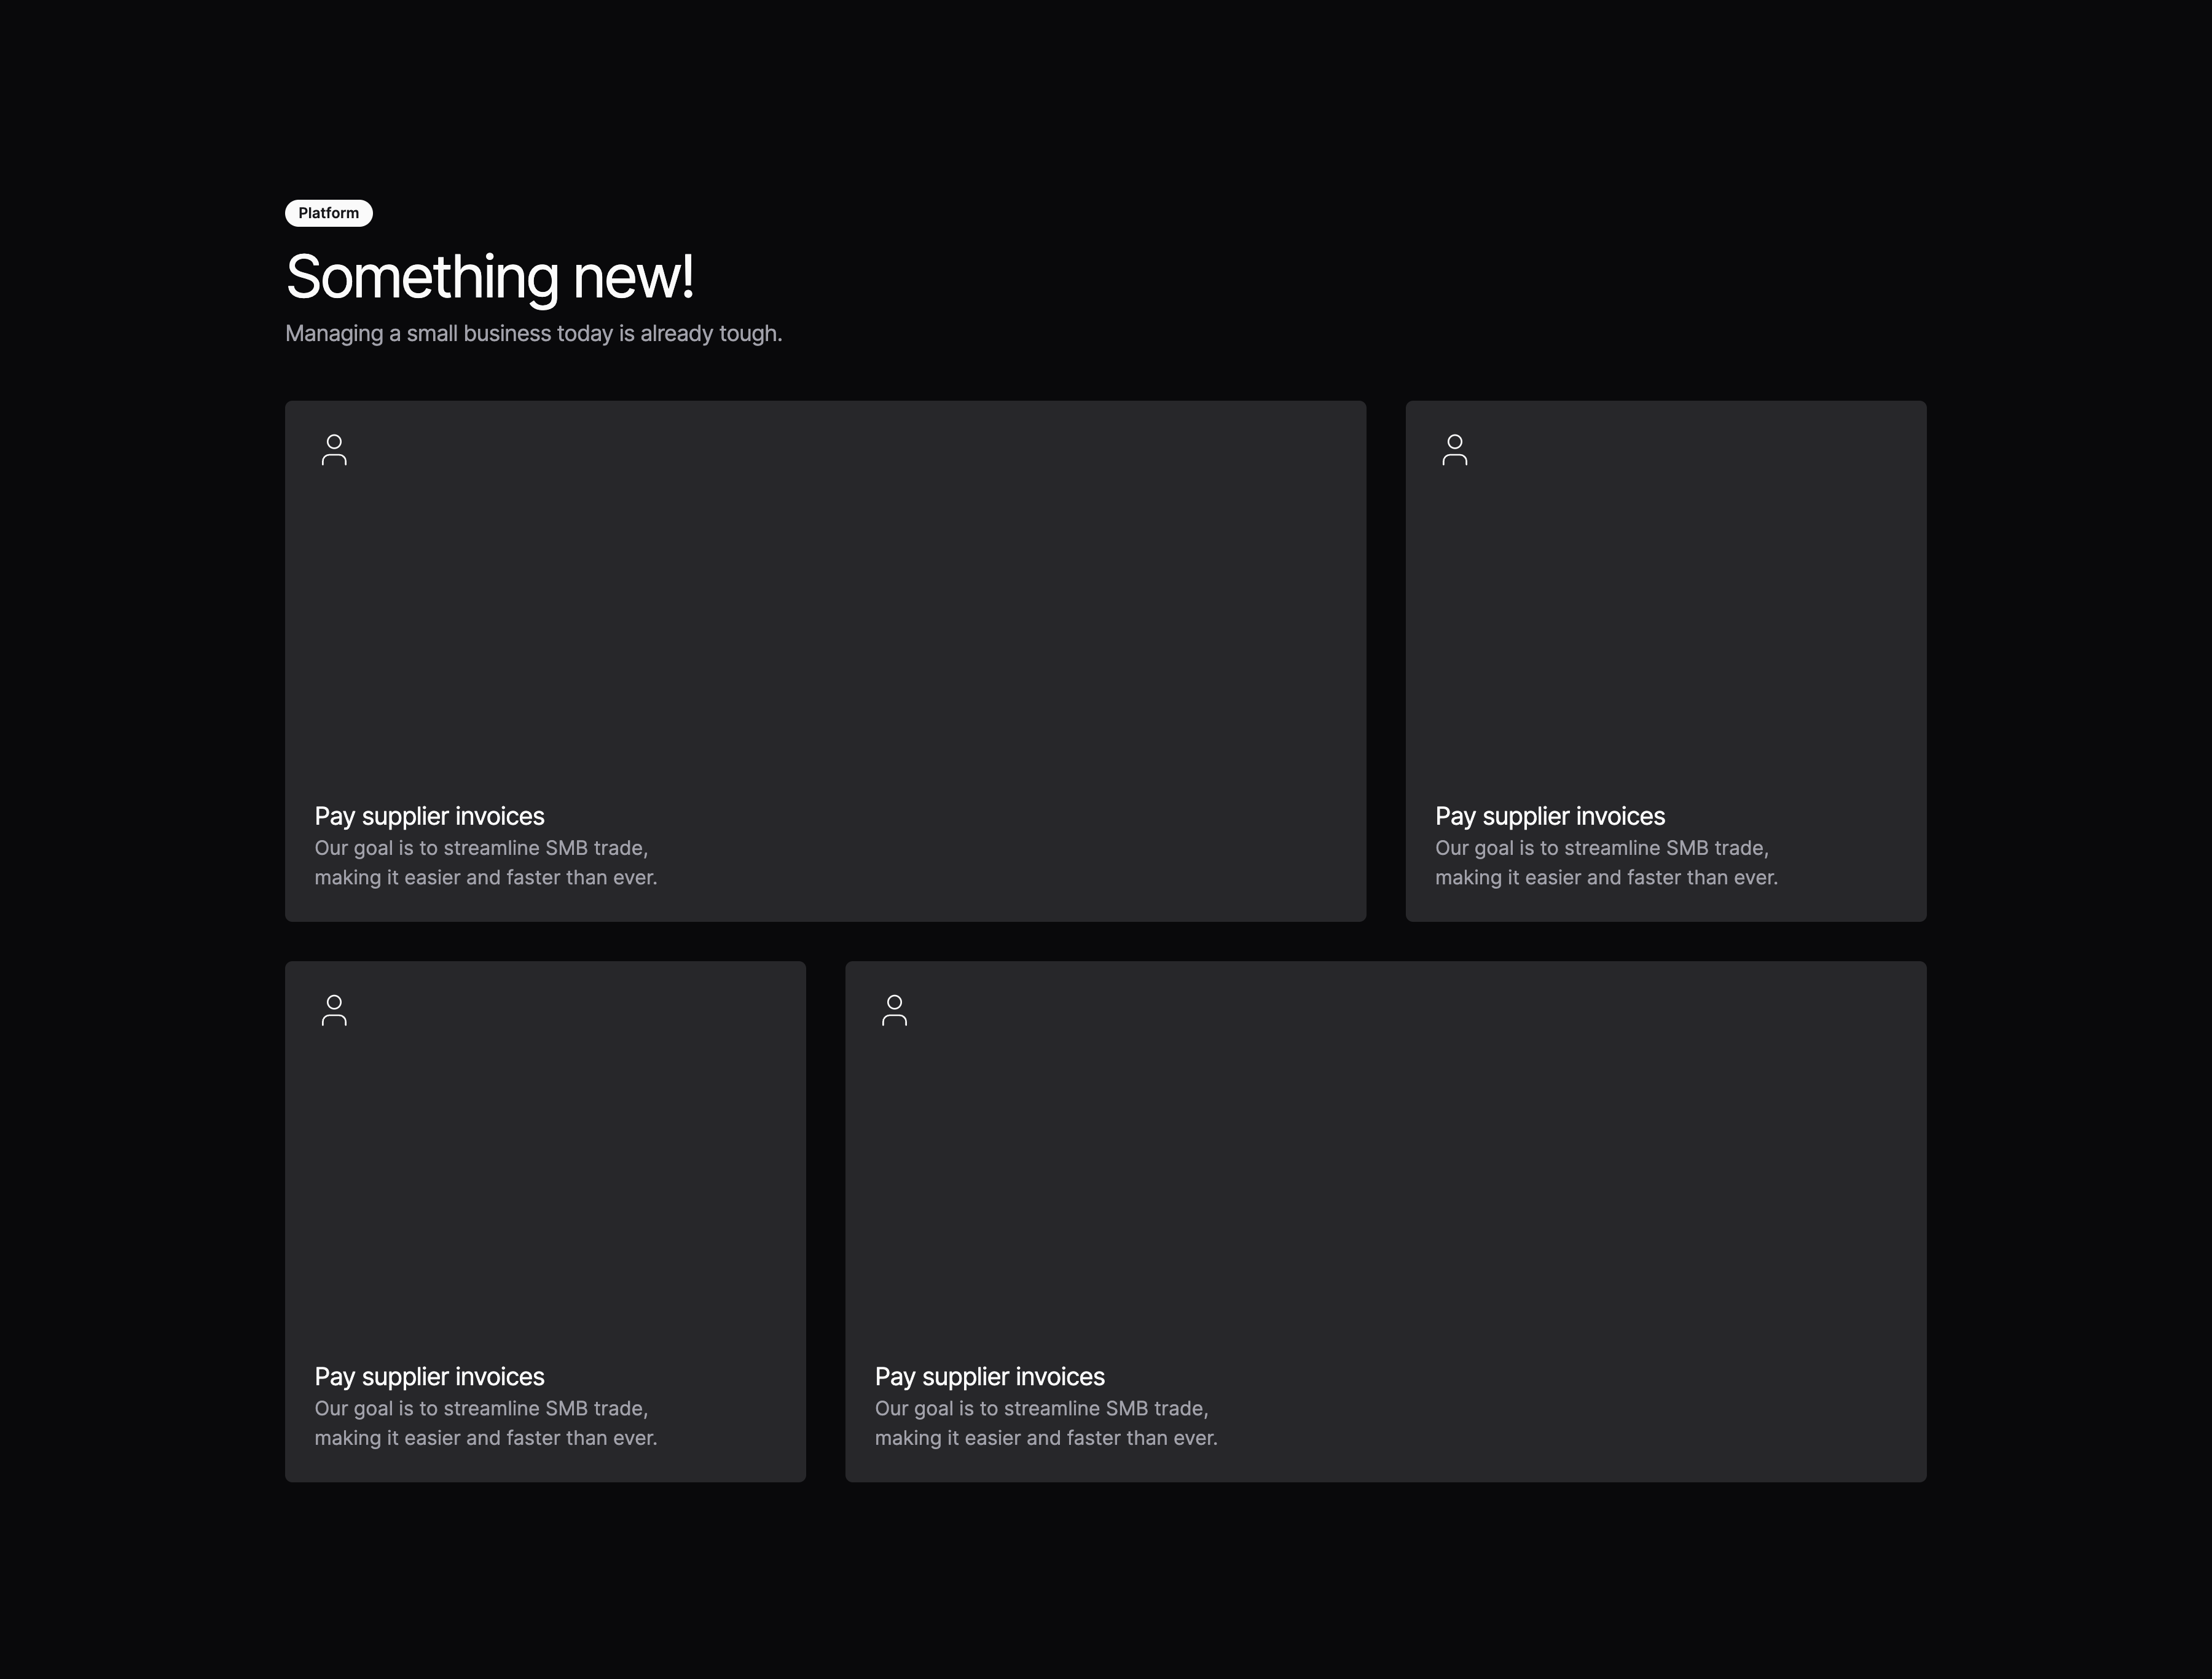 Platform
Something new!
Managing a small business today is already tough.
Pay supplier invoices
Our goal is to streamline SMB trade,
making it easier and faster than ever.
Pay supplier invoices
Our goal is to streamline SMB trade,
making it easier and faster than ever.
Pay supplier invoices
Our goal is to streamline SMB trade,
making it easier and faster than ever.
Pay supplier invoices
Our goal is to streamline SMB trade,
making it easier and faster than ever.